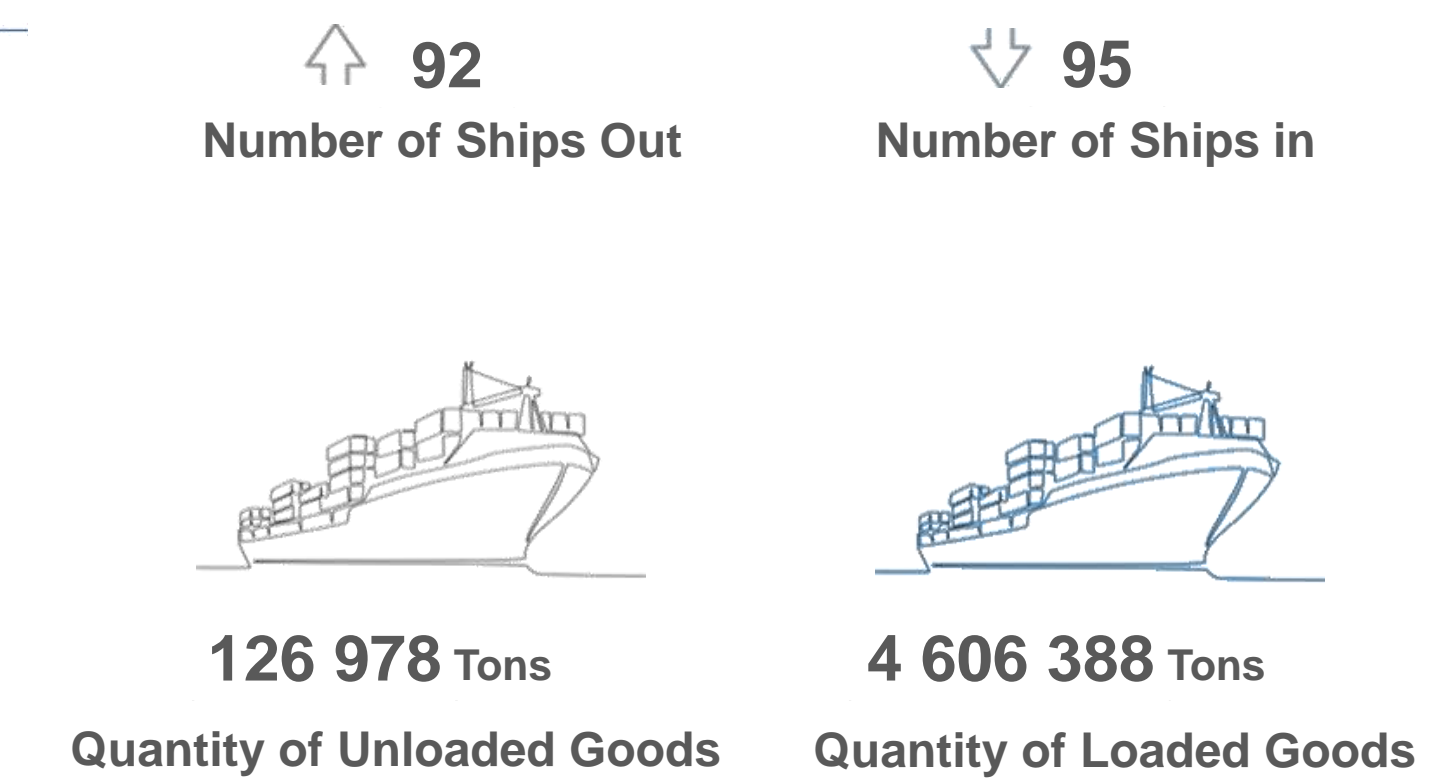 92
Number of Ships Out
95
Number of Ships in
126 978 Tons
Quantity of Unloaded Goods
4 606 388 Tons
Quantity of Loaded Goods